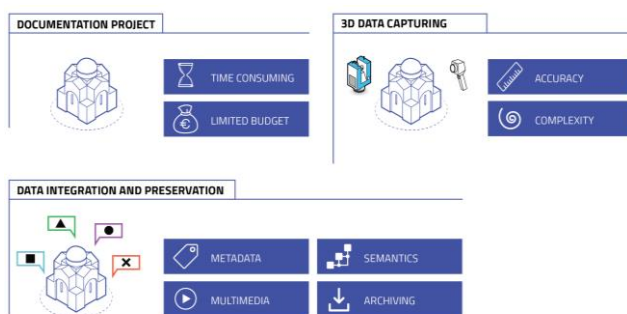 DOCUMENTATION PROJECT
TIME CONSUMING
LIMITED BUDGET
3D DATA CAPTURING
ACCURACY
COMPLEXITY
DATA INTEGRATION AND PRESERVATION
METADATA
SEMANTICS
MULTIMEDIA
ARCHIVING